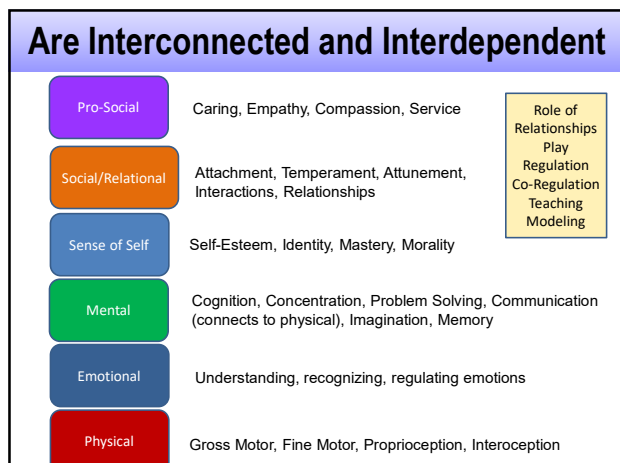 Are Interconnected and Interdependent
Pro-Social
Caring, Empathy, Compassion, Service
Role of
Relationships
Play
Regulation
Co-Regulation
Teaching
Modeling
Social/Relational
Attachment, Temperament, Attunement,
Interactions, Relationships
Sense of Self
Self-Esteem, Identity, Mastery, Morality
Mental
Cognition, Concentration, Problem Solving, Communication
(connects to physical), Imagination, Memory
Emotional
Understanding, recognizing, regulating emotions
Physical
Gross Motor, Fine Motor, Proprioception, Interoception